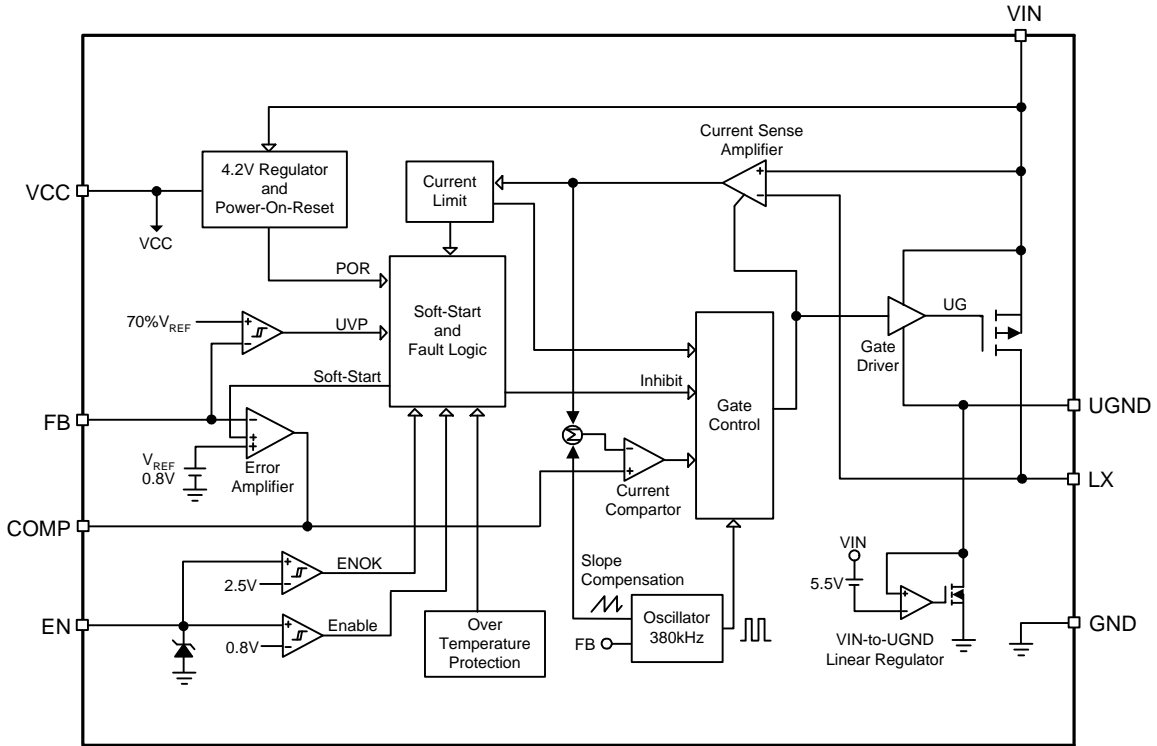 VIN
Current Sense
Amplifier
4.2V Regulator
and
Power-On-Reset
Current
Limit
VCC
VCC
POR
Soft-Start
and
Fault Logic
UG
70%VREF
UVP
Gate
Driver
Soft-Start
Inhibit
FB
UGND
Gate
Control
VREF
0.8V
Error
Amplifier
Σ
Current
Compartor
LX
COMP
VIN
5.5V
ENOK
2.5V
Slope
Compensation
EN
Enable
0.8V
Over
Temperature
Protection
Oscillator
380kHz
FB
VIN-to-UGND
Linear Regulator
GND